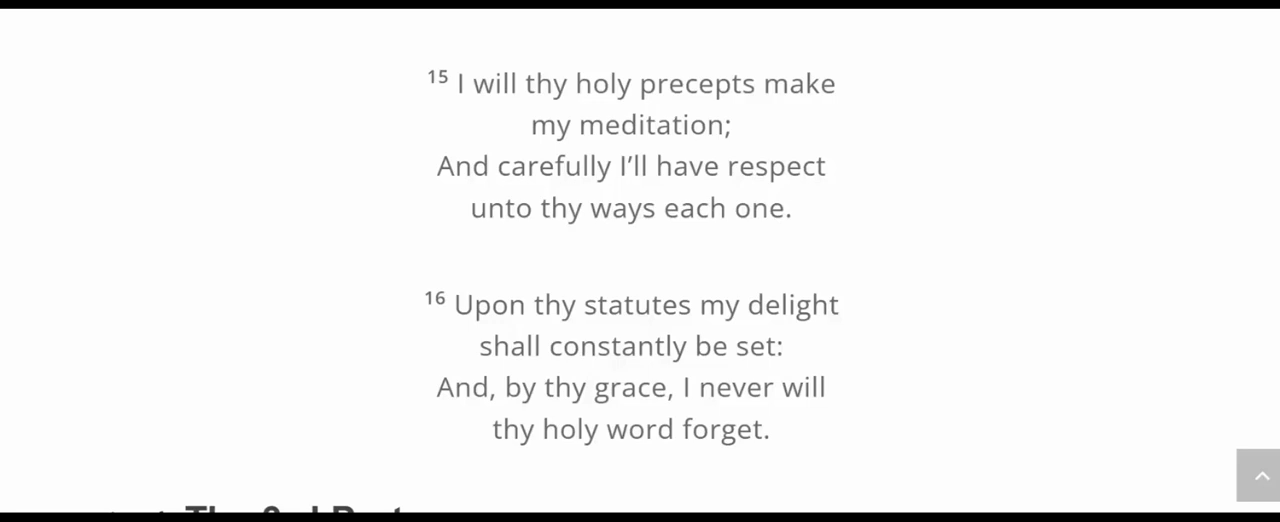 15 I will thy holy precepts make
my meditation;
And carefully I’ll have respect
unto thy ways each one.
16 Upon thy statutes my delight
shall constantly be set:
And, by thy grace, I never will
thy holy word forget.